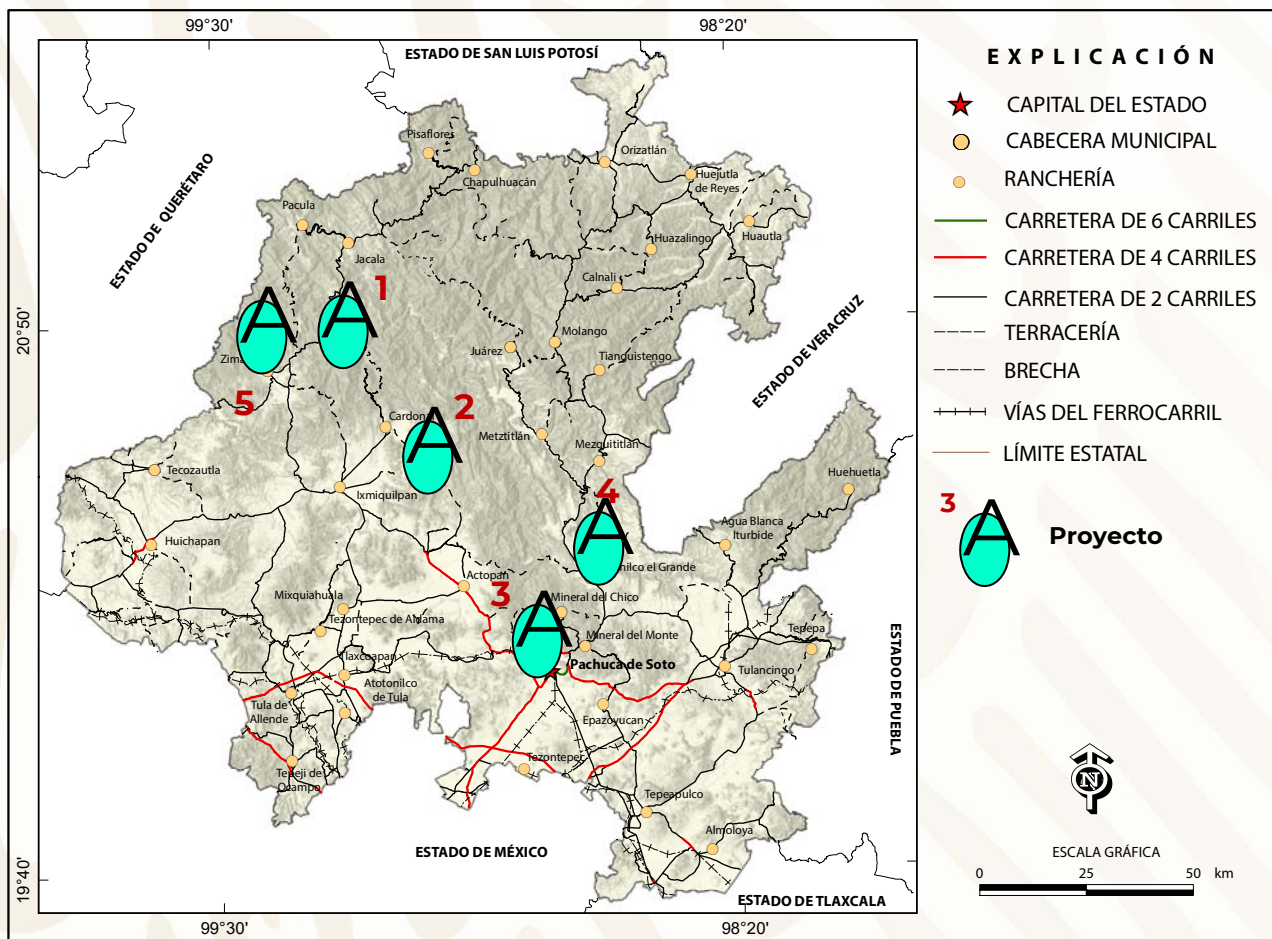 99°30'
98°20'
ESTADO DE SAN LUIS POTOSÍ
ESTADO DE QUERÉTARO
Pisaflores
Chapulhuacán
Orizatlán
Huejutla
de Reyes
Pacula
Jacala
Huazalingo
Huautla
Calnali
20°50'
A
5
A
1
Zima
Molango
Juárez
Tianguistengo
ESTADO DE VERACRUZ
Cardonal
A
2
Metztitlán
Mezquititlán
Tecozautla
Ixmiquilpan
Huehuetla
4
A
nilco el Grande
Agua Blanca
Iturbide
Huichapan
Actopan
Mixquiahuala
Tezontepec de Aldama
3
A
Mineral del Chico
Mineral del Monte
Pachuca de Soto
Tepepa
Tulancingo
ESTADO DE PUEBLA
Tlaxcoapan
Atotonilco
de Tula
Tula de
Allende
Epazoyucan
Tepeji de
Ocampo
Tezontepec
Tepeapulco
Almoloya
ESTADO DE MÉXICO
ESTADO DE TLAXCALA
19°40'
99°30'
98°20'
EXPLICACIÓN
CAPITAL DEL ESTADO
CABECERA MUNICIPAL
RANCHERÍA
CARRETERA DE 6 CARRILES
CARRETERA DE 4 CARRILES
CARRETERA DE 2 CARRILES
TERRACERÍA
BRECHA
VÍAS DEL FERROCARRIL
LÍMITE ESTATAL
3
A
Proyecto
N
ESCALA GRÁFICA
0 25 50 km